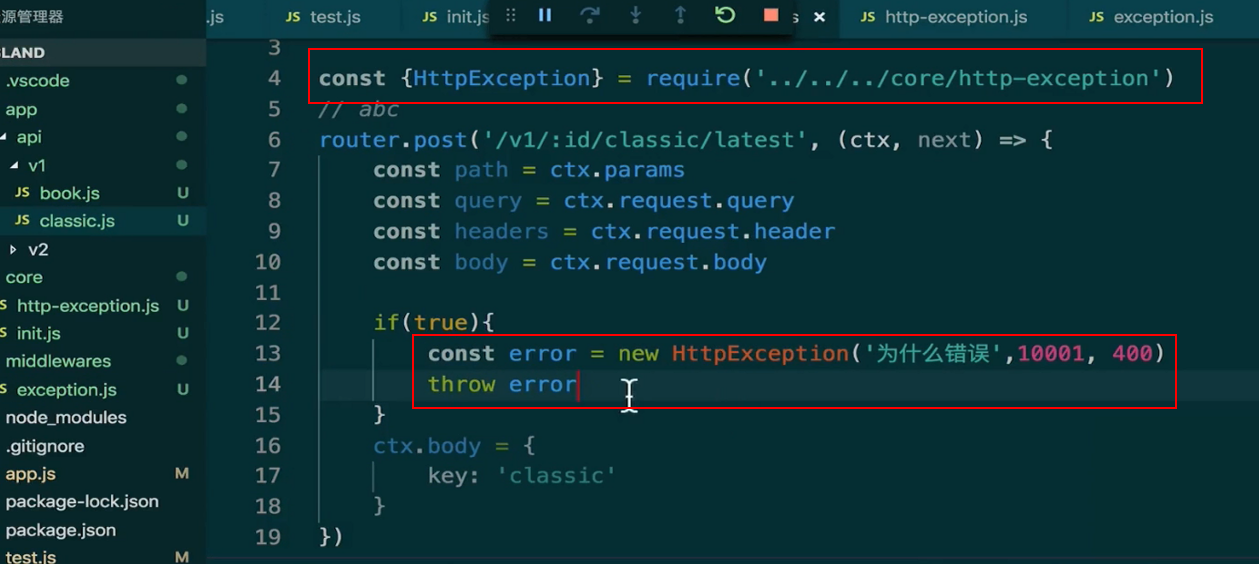 源管理器
.js
JS test.js
JS init.js
s ×
JS http-exception.js
JS exception.js
LAND
.vscode
app
api
v1
JS book.js U
JS classic.js U
v2
core
S http-exception.js U
S init.js U
middlewares
S exception.js U
node_modules
.gitignore
app.js M
package-lock.json
package.json
test.js M
3
4 const {HttpException} = require('../../../core/http-exception')
5 // abc
6 router.post('/v1/:id/classic/latest', (ctx, next) => {
7 const path = ctx.params
8 const query = ctx.request.query
9 const headers = ctx.request.header
10 const body = ctx.request.body
11
12 if(true){
13 const error = new HttpException('为什么错误',10001, 400)
14 throw error
15 }
16 ctx.body = {
17 key: 'classic'
18 }
19 })